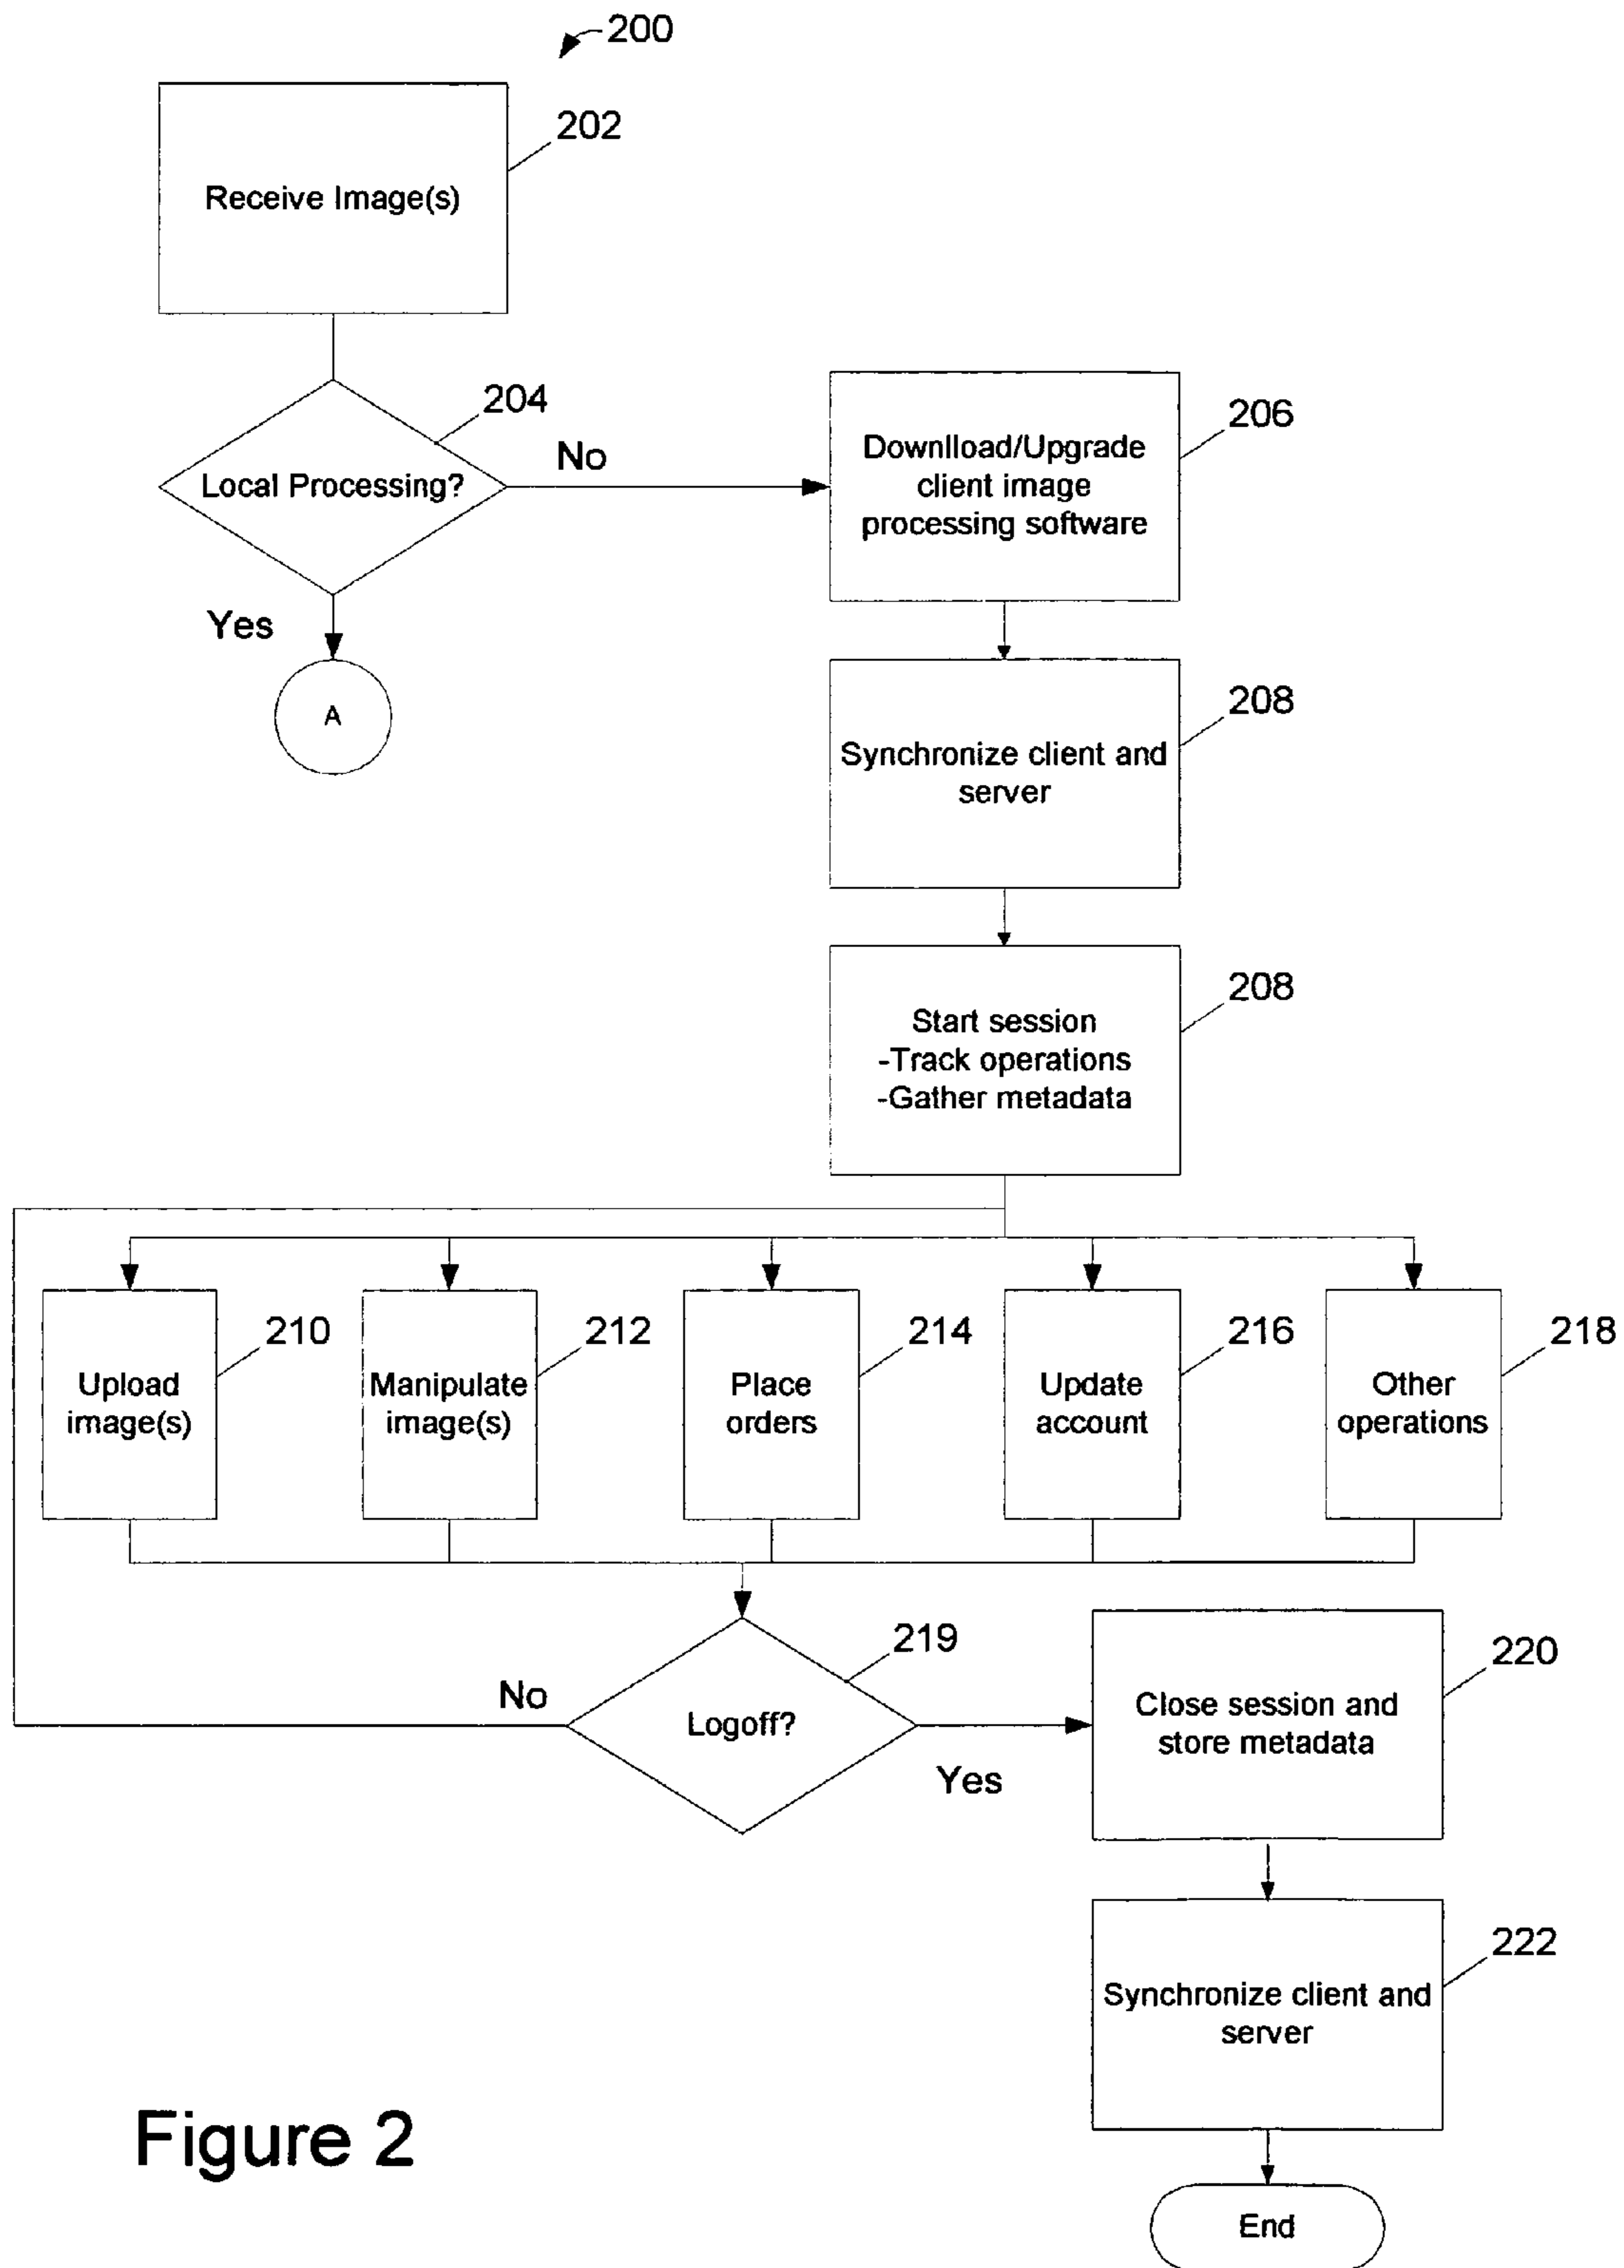 200
202
Receive Image(s)
204
Local Processing?
No
Yes
A
206
Downlload/Upgrade
client image
processing software
208
Synchronize client and
server
208
Start session
-Track operations
-Gather metadata
210
Upload
image(s)
212
Manipulate
image(s)
214
Place
orders
216
Update
account
218
Other
operations
219
Logoff?
No
Yes
220
Close session and
store metadata
222
Synchronize client and
server
End
Figure 2